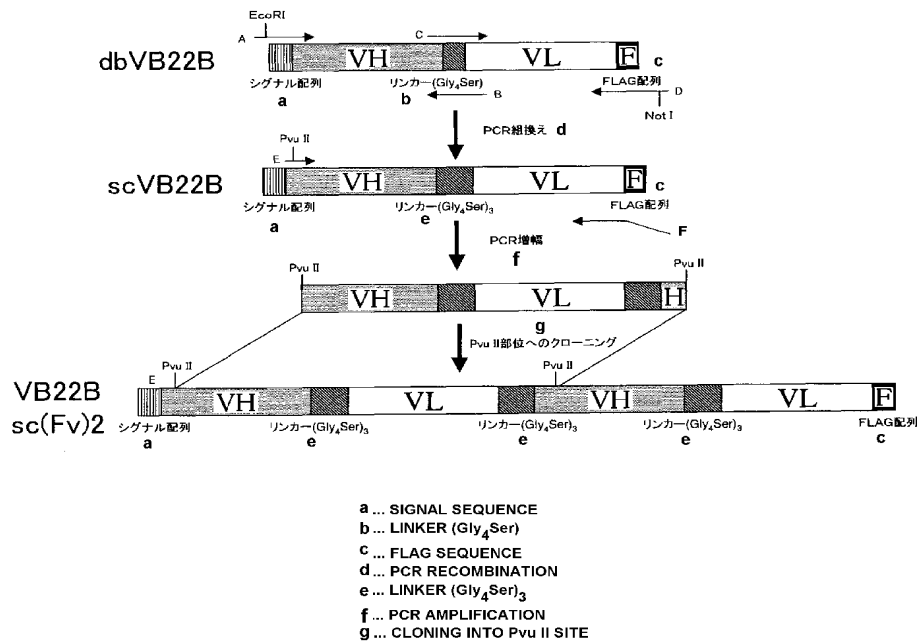 EcoRI
A
C
dbVB22B
VH
VL
F
c
シグナル配列
リンカー(Gly4Ser)
FLAG配列
a
b
B
D
Not I
PCR組換え d
Pvu II
E
scVB22B
VH
VL
F
c
シグナル配列
リンカー(Gly4Ser)3
FLAG配列
a
e
F
PCR増幅
f
Pvu II
Pvu II
VH
VL
H
g
Pvu II部位へのクローニング
Pvu II
Pvu II
E
VB22B
sc(Fv)2
VH
VL
VH
VL
F
シグナル配列
リンカー(Gly4Ser)3
リンカー(Gly4Ser)3
リンカー(Gly4Ser)3
FLAG配列
a
e
e
e
c
a ... SIGNAL SEQUENCE
b ... LINKER (Gly4Ser)
c ... FLAG SEQUENCE
d ... PCR RECOMBINATION
e ... LINKER (Gly4Ser)3
f ... PCR AMPLIFICATION
g ... CLONING INTO Pvu II SITE